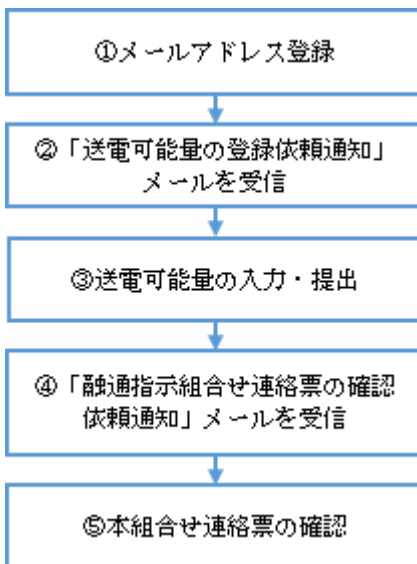 ①メールアドレス登録
②「送電可能量の登録依頼通知」
メールを受信
③送電可能量の入力・提出
④「融通指示組合せ連絡票の確認
依頼通知」メールを受信
⑤本組合せ連絡票の確認